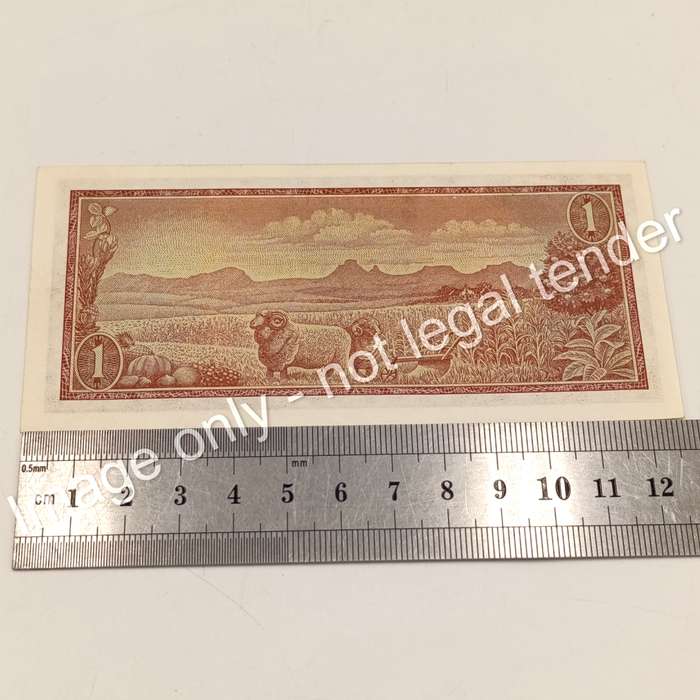 1
1
Image only - not legal tender
0.5mm
mm
cm 1 2 3 4 5 6 7 8 9 10 11 12